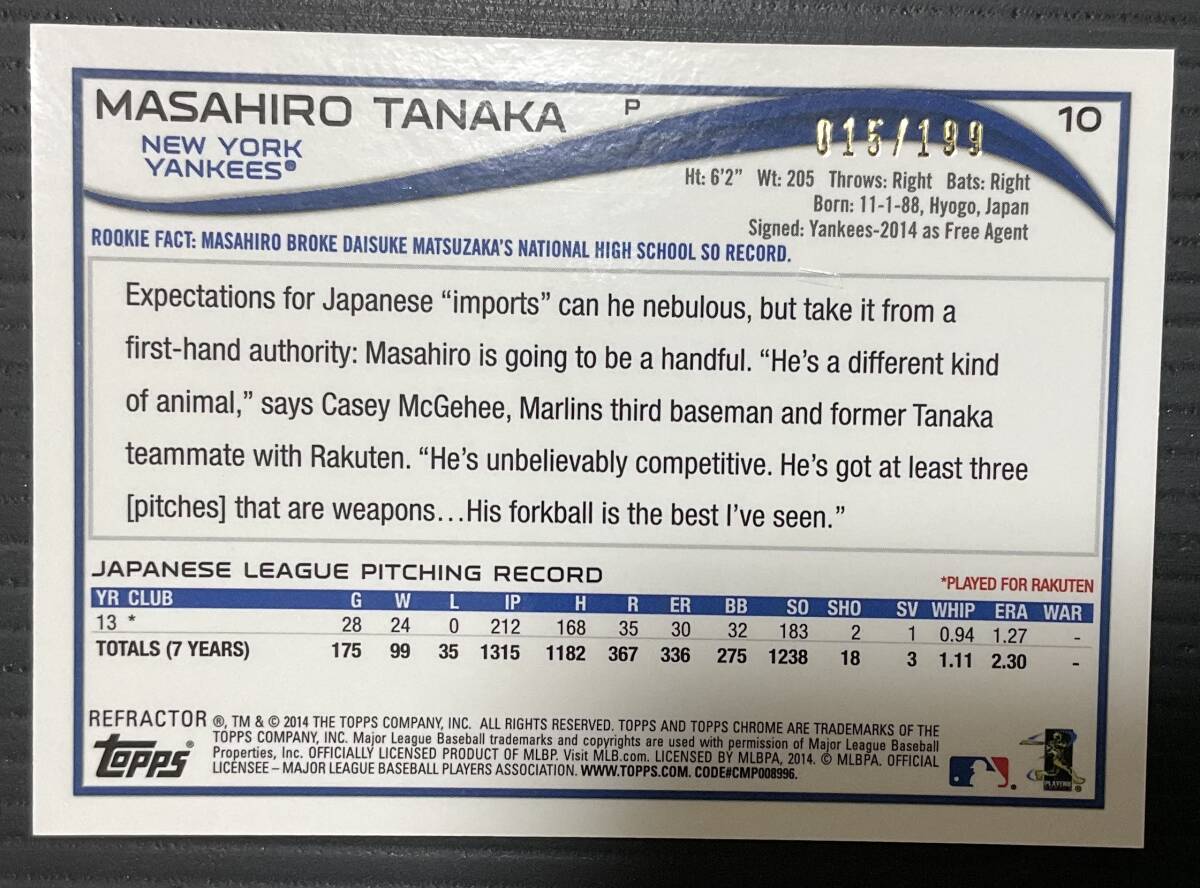 MASAHIRO TANAKA P 10
NEW YORK
YANKEES®
015/199
Ht: 6'2" Wt: 205 Throws: Right Bats: Right
Born: 11-1-88, Hyogo, Japan
Signed: Yankees-2014 as Free Agent
ROOKIE FACT: MASAHIRO BROKE DAISUKE MATSUZAKA'S NATIONAL HIGH SCHOOL SO RECORD.
Expectations for Japanese “imports” can he nebulous, but take it from a
first-hand authority: Masahiro is going to be a handful. “He's a different kind
of animal,” says Casey McGehee, Marlins third baseman and former Tanaka
teammate with Rakuten. “He's unbelievably competitive. He's got at least three
[pitches] that are weapons…His forkball is the best I've seen.”
JAPANESE LEAGUE PITCHING RECORD *PLAYED FOR RAKUTEN
YR CLUB G W L IP H R ER BB SO SHO SV WHIP ERA WAR
13 * 28 24 0 212 168 35 30 32 183 2 1 0.94 1.27 -
TOTALS (7 YEARS) 175 99 35 1315 1182 367 336 275 1238 18 3 1.11 2.30 -
REFRACTOR ®, TM & © 2014 THE TOPPS COMPANY, INC. ALL RIGHTS RESERVED. TOPPS AND TOPPS CHROME ARE TRADEMARKS OF THE
TOPPS COMPANY, INC. Major League Baseball trademarks and copyrights are used with permission of Major League Baseball
Properties, Inc. OFFICIALLY LICENSED PRODUCT OF MLBP. Visit MLB.com. LICENSED BY MLBPA, 2014. © MLBPA. OFFICIAL
LICENSEE – MAJOR LEAGUE BASEBALL PLAYERS ASSOCIATION. WWW.TOPPS.COM. CODE#CMP008996.
topps®
PLAYERS